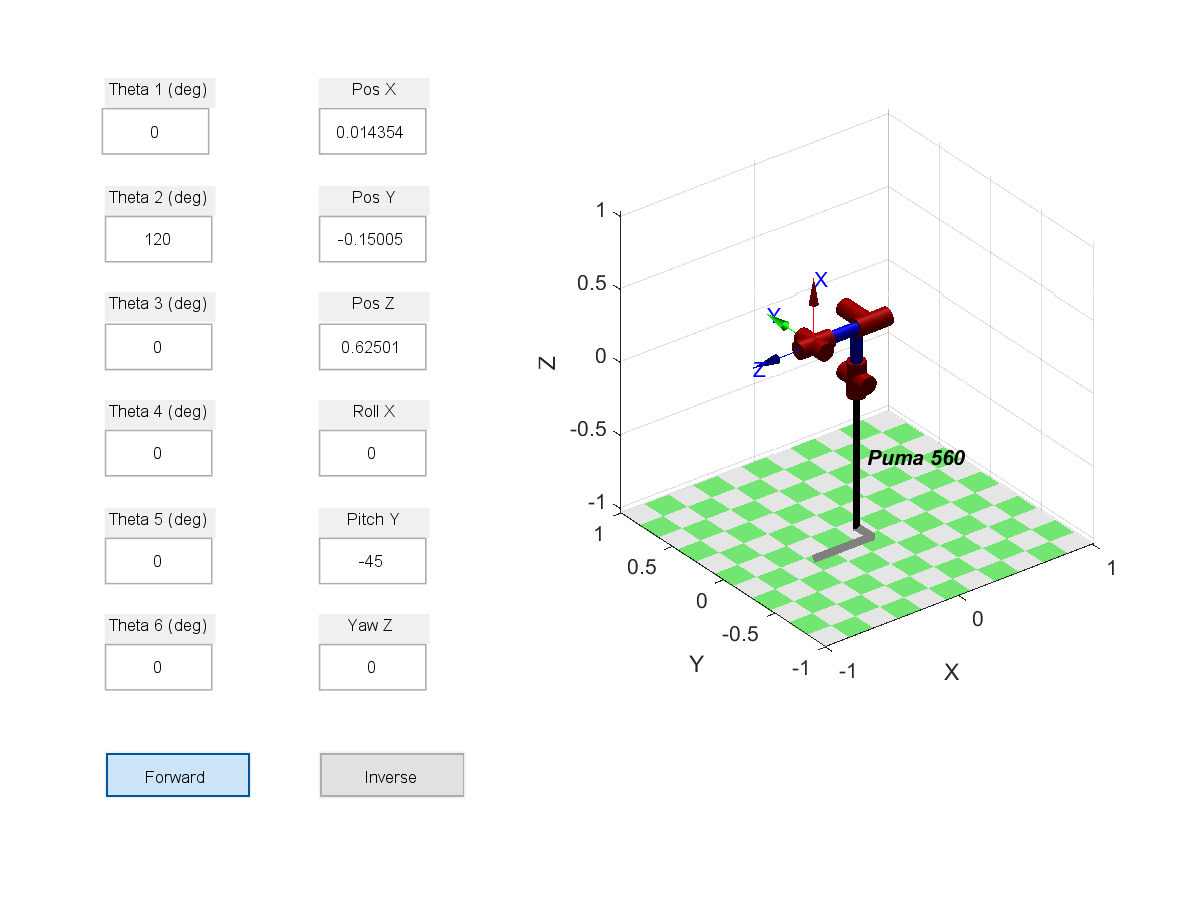 Theta 1 (deg)
0
Pos X
0.014354
Theta 2 (deg)
120
Pos Y
-0.15005
Theta 3 (deg)
0
Pos Z
0.62501
Theta 4 (deg)
0
Roll X
0
Theta 5 (deg)
0
Pitch Y
-45
Theta 6 (deg)
0
Yaw Z
0
Forward
Inverse
1
0.5
0
-0.5
-1
Z
X
Y
Z
Puma 560
1
0.5
0
-0.5
-1
Y
-1
0
1
X